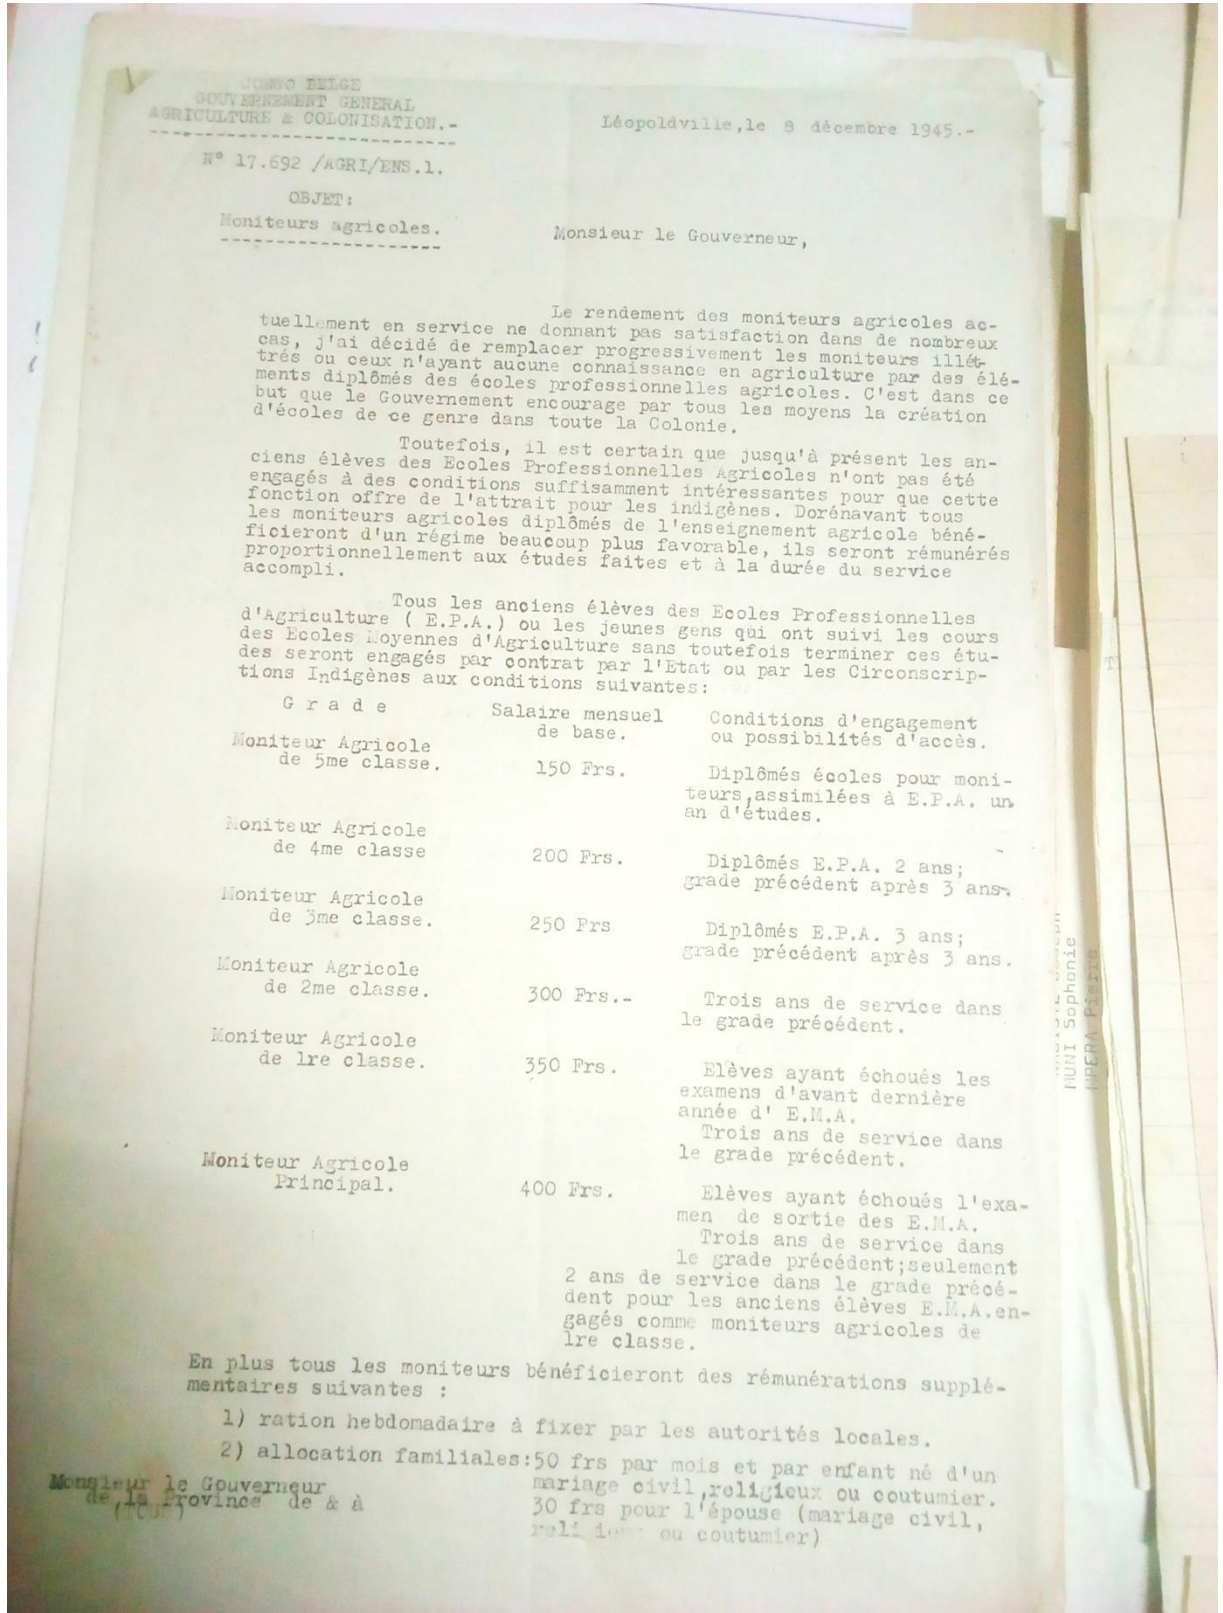 CONGO BELGE
GOUVERNEMENT GENERAL
AGRICULTURE & COLONISATION.-
Léopoldville,le 8 décembre 1945.-
N° 17.692 /AGRI/ENS.1.
OBJET:
Moniteurs agricoles.
Monsieur le Gouverneur,
Le rendement des moniteurs agricoles ac-
tuellement en service ne donnant pas satisfaction dans de nombreux
cas, j'ai décidé de remplacer progressivement les moniteurs illét-
trés ou ceux n'ayant aucune connaissance en agriculture par des élé-
ments diplômés des écoles professionnelles agricoles. C'est dans ce
but que le Gouvernement encourage par tous les moyens la création
d'écoles de ce genre dans toute la Colonie.
Toutefois, il est certain que jusqu'à présent les an-
ciens élèves des Ecoles Professionnelles Agricoles n'ont pas été
engagés à des conditions suffisamment intéressantes pour que cette
fonction offre de l'attrait pour les indigènes. Dorénavant tous
les moniteurs agricoles diplômés de l'enseignement agricole béné-
ficieront d'un régime beaucoup plus favorable, ils seront rémunérés
proportionnellement aux études faites et à la durée du service
accompli.
Tous les anciens élèves des Ecoles Professionnelles
d'Agriculture ( E.P.A.) ou les jeunes gens qui ont suivi les cours
des Ecoles Moyennes d'Agriculture sans toutefois terminer ces étu-
des seront engagés par contrat par l'Etat ou par les Circonscrip-
tions Indigènes aux conditions suivantes:
G r a d e
Salaire mensuel
de base.
Conditions d'engagement
ou possibilités d'accès.
Moniteur Agricole
de 5me classe.
150 Frs.
Diplômés écoles pour moni-
teurs,assimilées à E.P.A. un
an d'études.
Moniteur Agricole
de 4me classe
200 Frs.
Diplômés E.P.A. 2 ans;
grade précédent après 3 ans.
Moniteur Agricole
de 3me classe.
250 Frs
Diplômés E.P.A. 3 ans;
grade précédent après 3 ans.
Moniteur Agricole
de 2me classe.
300 Frs.-
Trois ans de service dans
le grade précédent.
Moniteur Agricole
de 1re classe.
350 Frs.
Elèves ayant échoués les
examens d'avant dernière
année d' E.M.A.
Trois ans de service dans
le grade précédent.
Moniteur Agricole
Principal.
400 Frs.
Elèves ayant échoués l'exa-
men de sortie des E.M.A.
Trois ans de service dans
le grade précédent;seulement
2 ans de service dans le grade précé-
dent pour les anciens élèves E.M.A.en-
gagés comme moniteurs agricoles de
1re classe.
En plus tous les moniteurs bénéficieront des rémunérations supplé-
mentaires suivantes :
1) ration hebdomadaire à fixer par les autorités locales.
2) allocation familiales:50 frs par mois et par enfant né d'un
mariage civil,religieux ou coutumier.
30 frs pour l'épouse (mariage civil,
religieux ou coutumier)
Monsieur le Gouverneur
de la Province de & à
MUNI Sophonie
MPERA Pierre